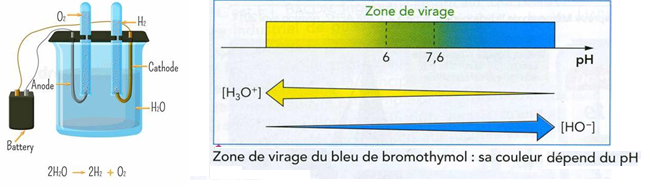 O₂
H₂
Cathode
Anode
H₂O
Battery
2H₂O → 2H₂ + O₂
Zone de virage
6 7,6
pH
[H₃O⁺]
[HO⁻]
Zone de virage du bleu de bromothymol : sa couleur dépend du pH